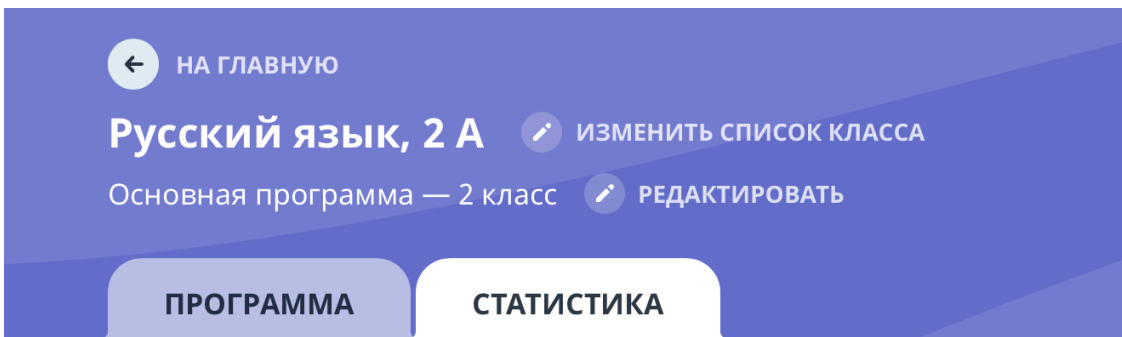 НА ГЛАВНУЮ
Русский язык, 2 А ИЗМЕНИТЬ СПИСОК КЛАССА
Основная программа — 2 класс РЕДАКТИРОВАТЬ
ПРОГРАММА СТАТИСТИКА